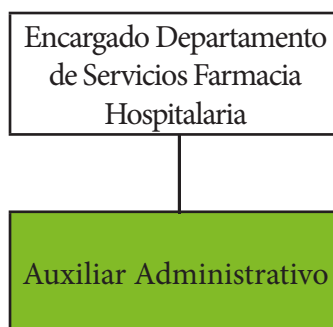 Encargado Departamento
de Servicios Farmacia
Hospitalaria
Auxiliar Administrativo